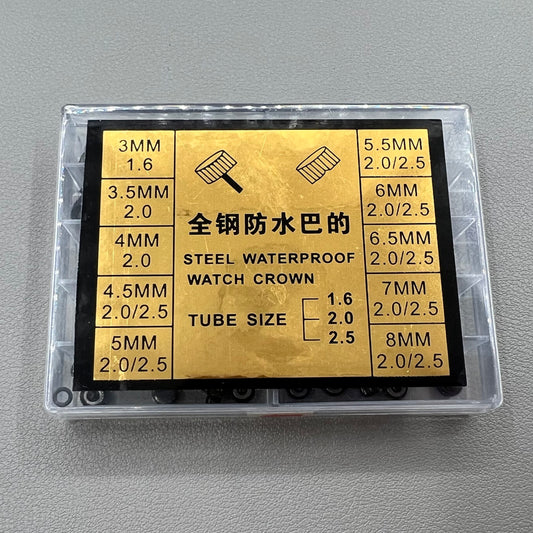 3MM
1.6
3.5MM
2.0
4MM
2.0
4.5MM
2.0/2.5
5MM
2.0/2.5
全钢防水巴的
STEEL WATERPROOF
WATCH CROWN
TUBE SIZE
1.6
2.0
2.5
5.5MM
2.0/2.5
6MM
2.0/2.5
6.5MM
2.0/2.5
7MM
2.0/2.5
8MM
2.0/2.5